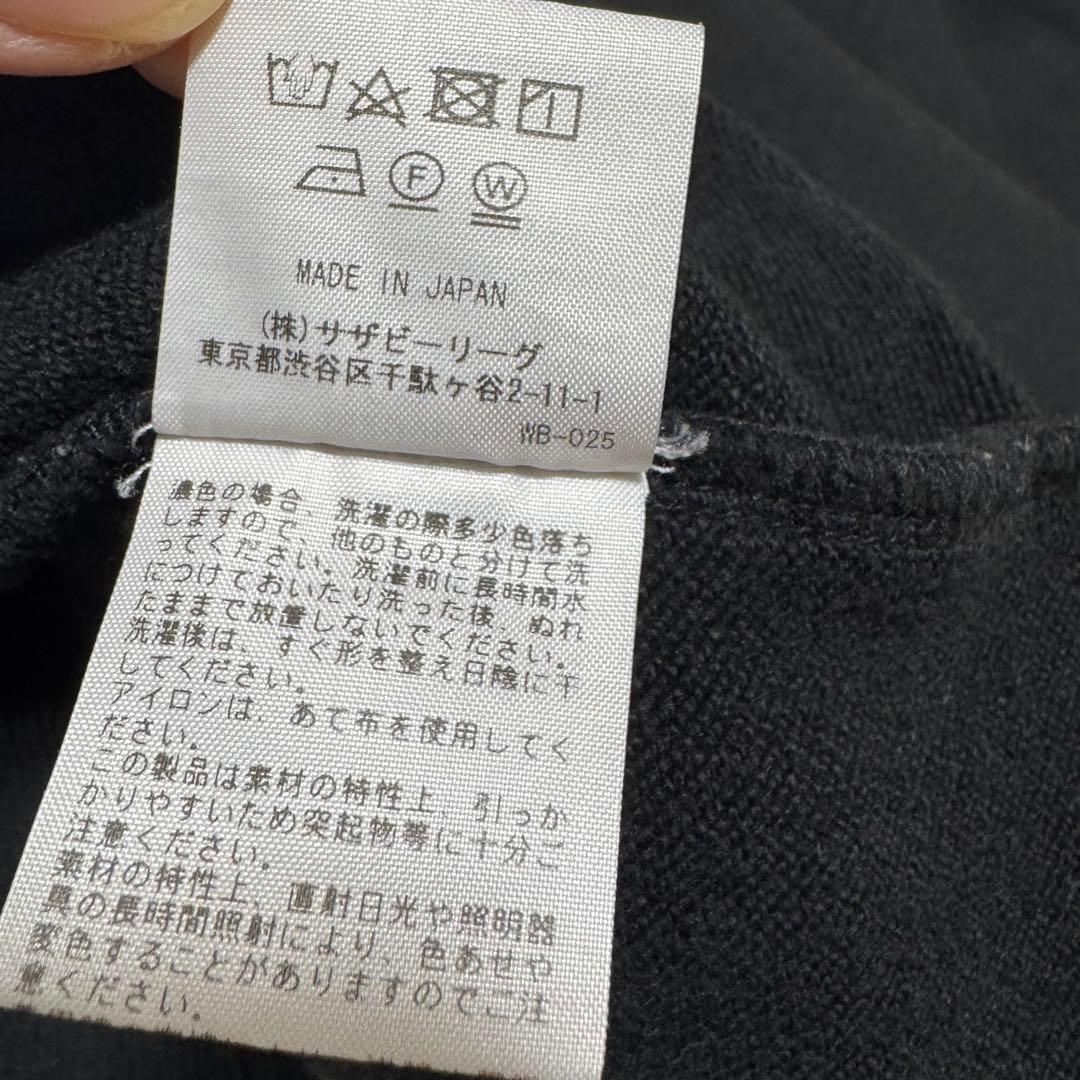 F W
MADE IN JAPAN
(株)サザビーリーグ
東京都渋谷区千駄ヶ谷2-11-1
WB-025
濃色の場合、洗濯の際多少色落ち
しますので、他のものと分けて洗
ってください。洗濯前に長時間水
につけておいたり洗った後、ぬれ
たままで放置しないでください。
洗濯後は、すぐ形を整え日陰に干
してください。
アイロンは、あて布を使用してく
ださい。
この製品は素材の特性上、引っか
かりやすいため突起物等に十分ご
注意ください。
素材の特性上、直射日光や照明器
具の長時間照射により、色あせや
変色することがありますのでご注
意ください。